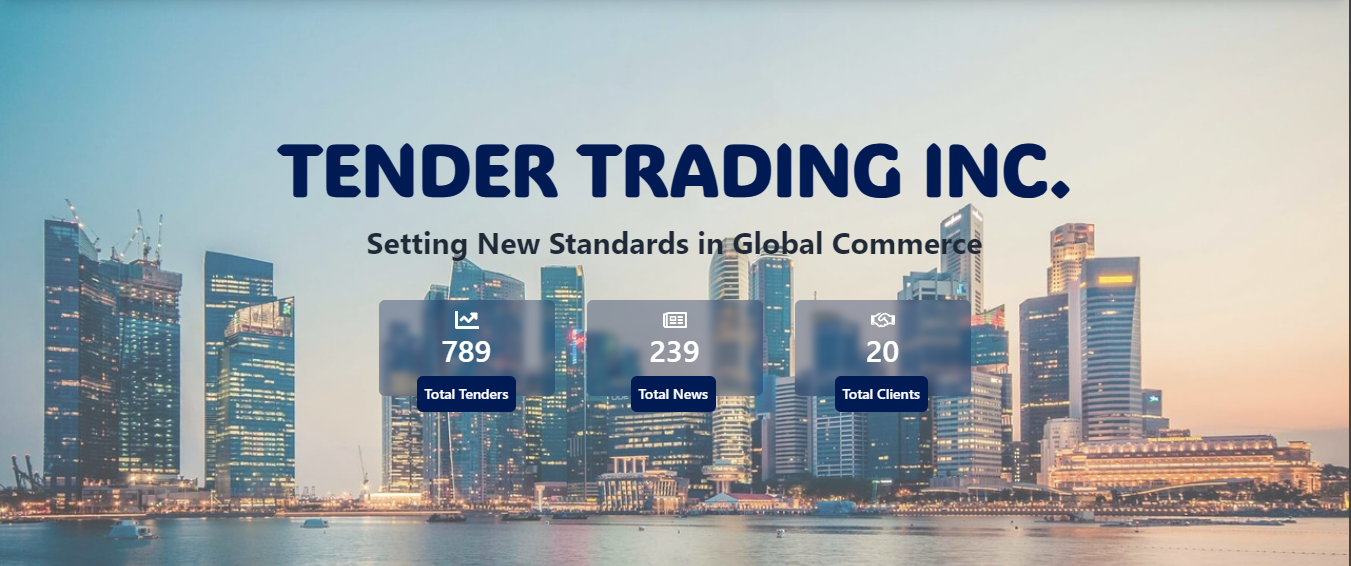 TENDER TRADING INC.
Setting New Standards in Global Commerce
789
239
20
Total Tenders
Total News
Total Clients